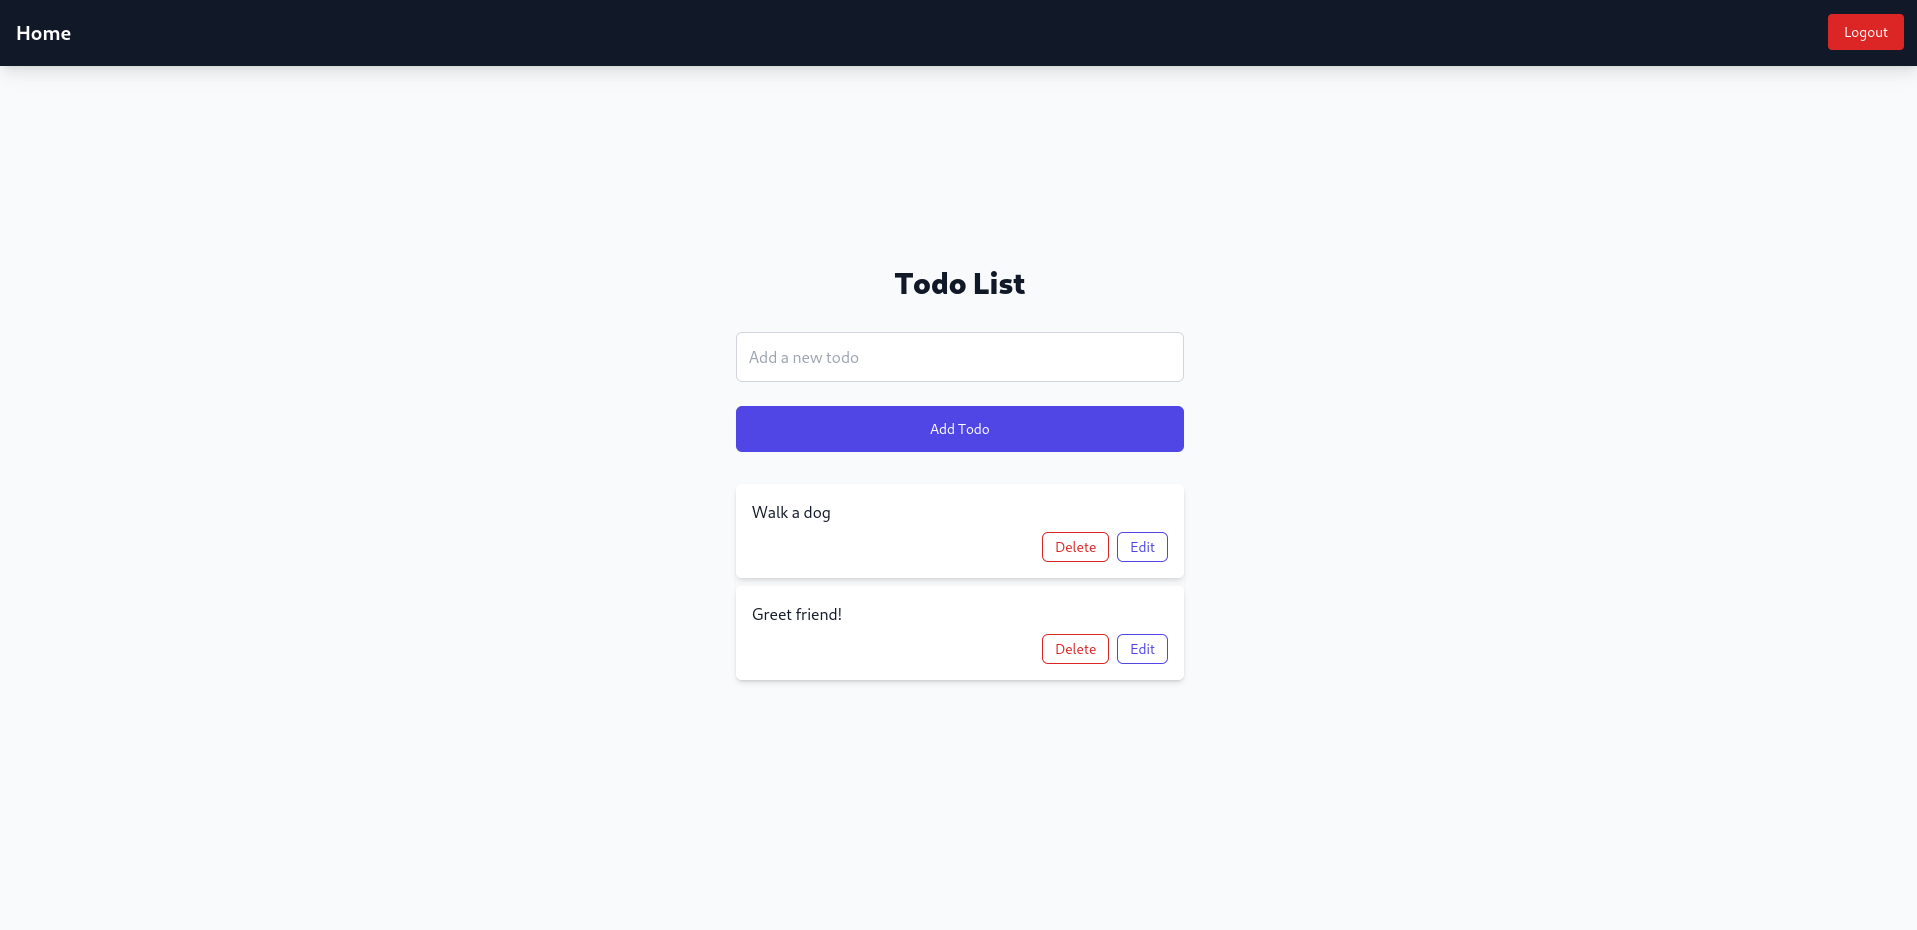 Home
Logout
Todo List
Add a new todo
Add Todo
Walk a dog
Delete
Edit
Greet friend!
Delete
Edit